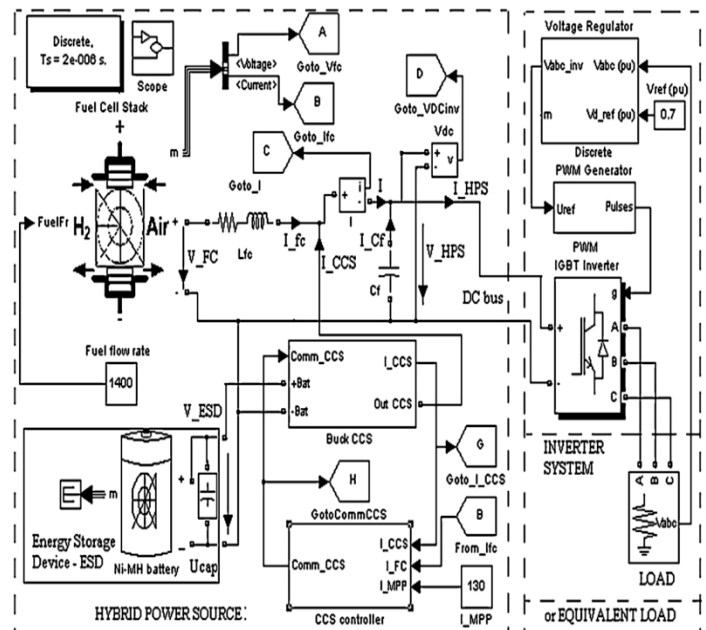 Discrete,
Ts = 2e-006 s.
Scope
Fuel Cell Stack
<Voltage>
<Current>
A
Goto_Vfc
B
Goto_Ifc
C
Goto_I
D
Goto_VDCinv
Vdc
+
-
v
m
+
FuelFr
H2
Air
+
-
V_FC
Lfc
I_fc
I_CCS
+
-
i
I
I
I_Cf
Cf
V_HPS
I_HPS
DC bus
Fuel flow rate
1400
V_ESD
Comm_CCS
+Bat
-Bat
I_CCS
Out CCS
Buck CCS
G
Goto_I_CCS
H
GotoCommCCS
B
From_Ifc
E
m
+
-
Energy Storage
Device - ESD
Ni-MH battery
Ucap
Comm_CCS
I_CCS
I_FC
I_MPP
CCS controller
130
I_MPP
HYBRID POWER SOURCE:
Voltage Regulator
Vabc_inv
Vabc (pu)
m
Vd_ref (pu)
Vref (pu)
0.7
Discrete
PWM Generator
Uref
Pulses
PWM
IGBT Inverter
g
+
-
A
B
C
INVERTER
SYSTEM
A
B
C
Vabc
LOAD
or EQUIVALENT LOAD